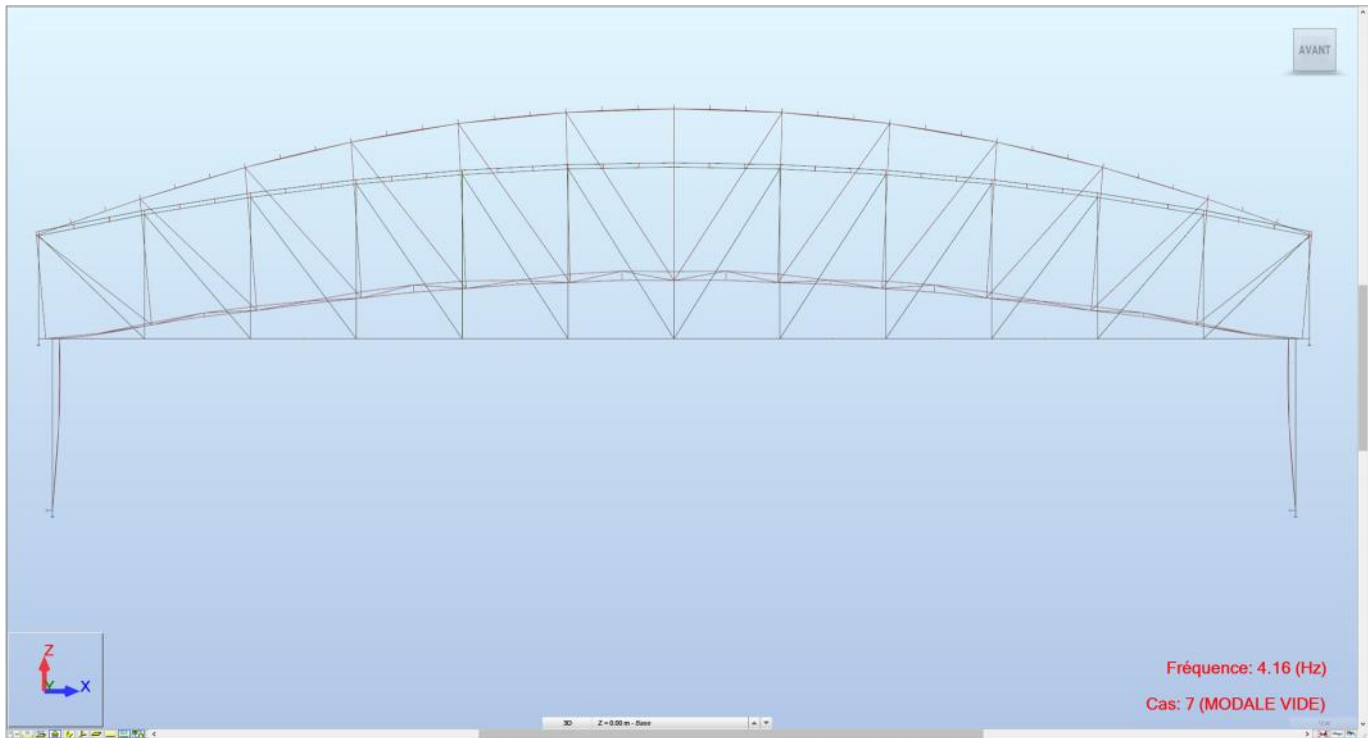 AVANT
Z
Y
X
Fréquence: 4.16 (Hz)
Cas: 7 (MODALE VIDE)
3D
Z = 0.00 m - Base